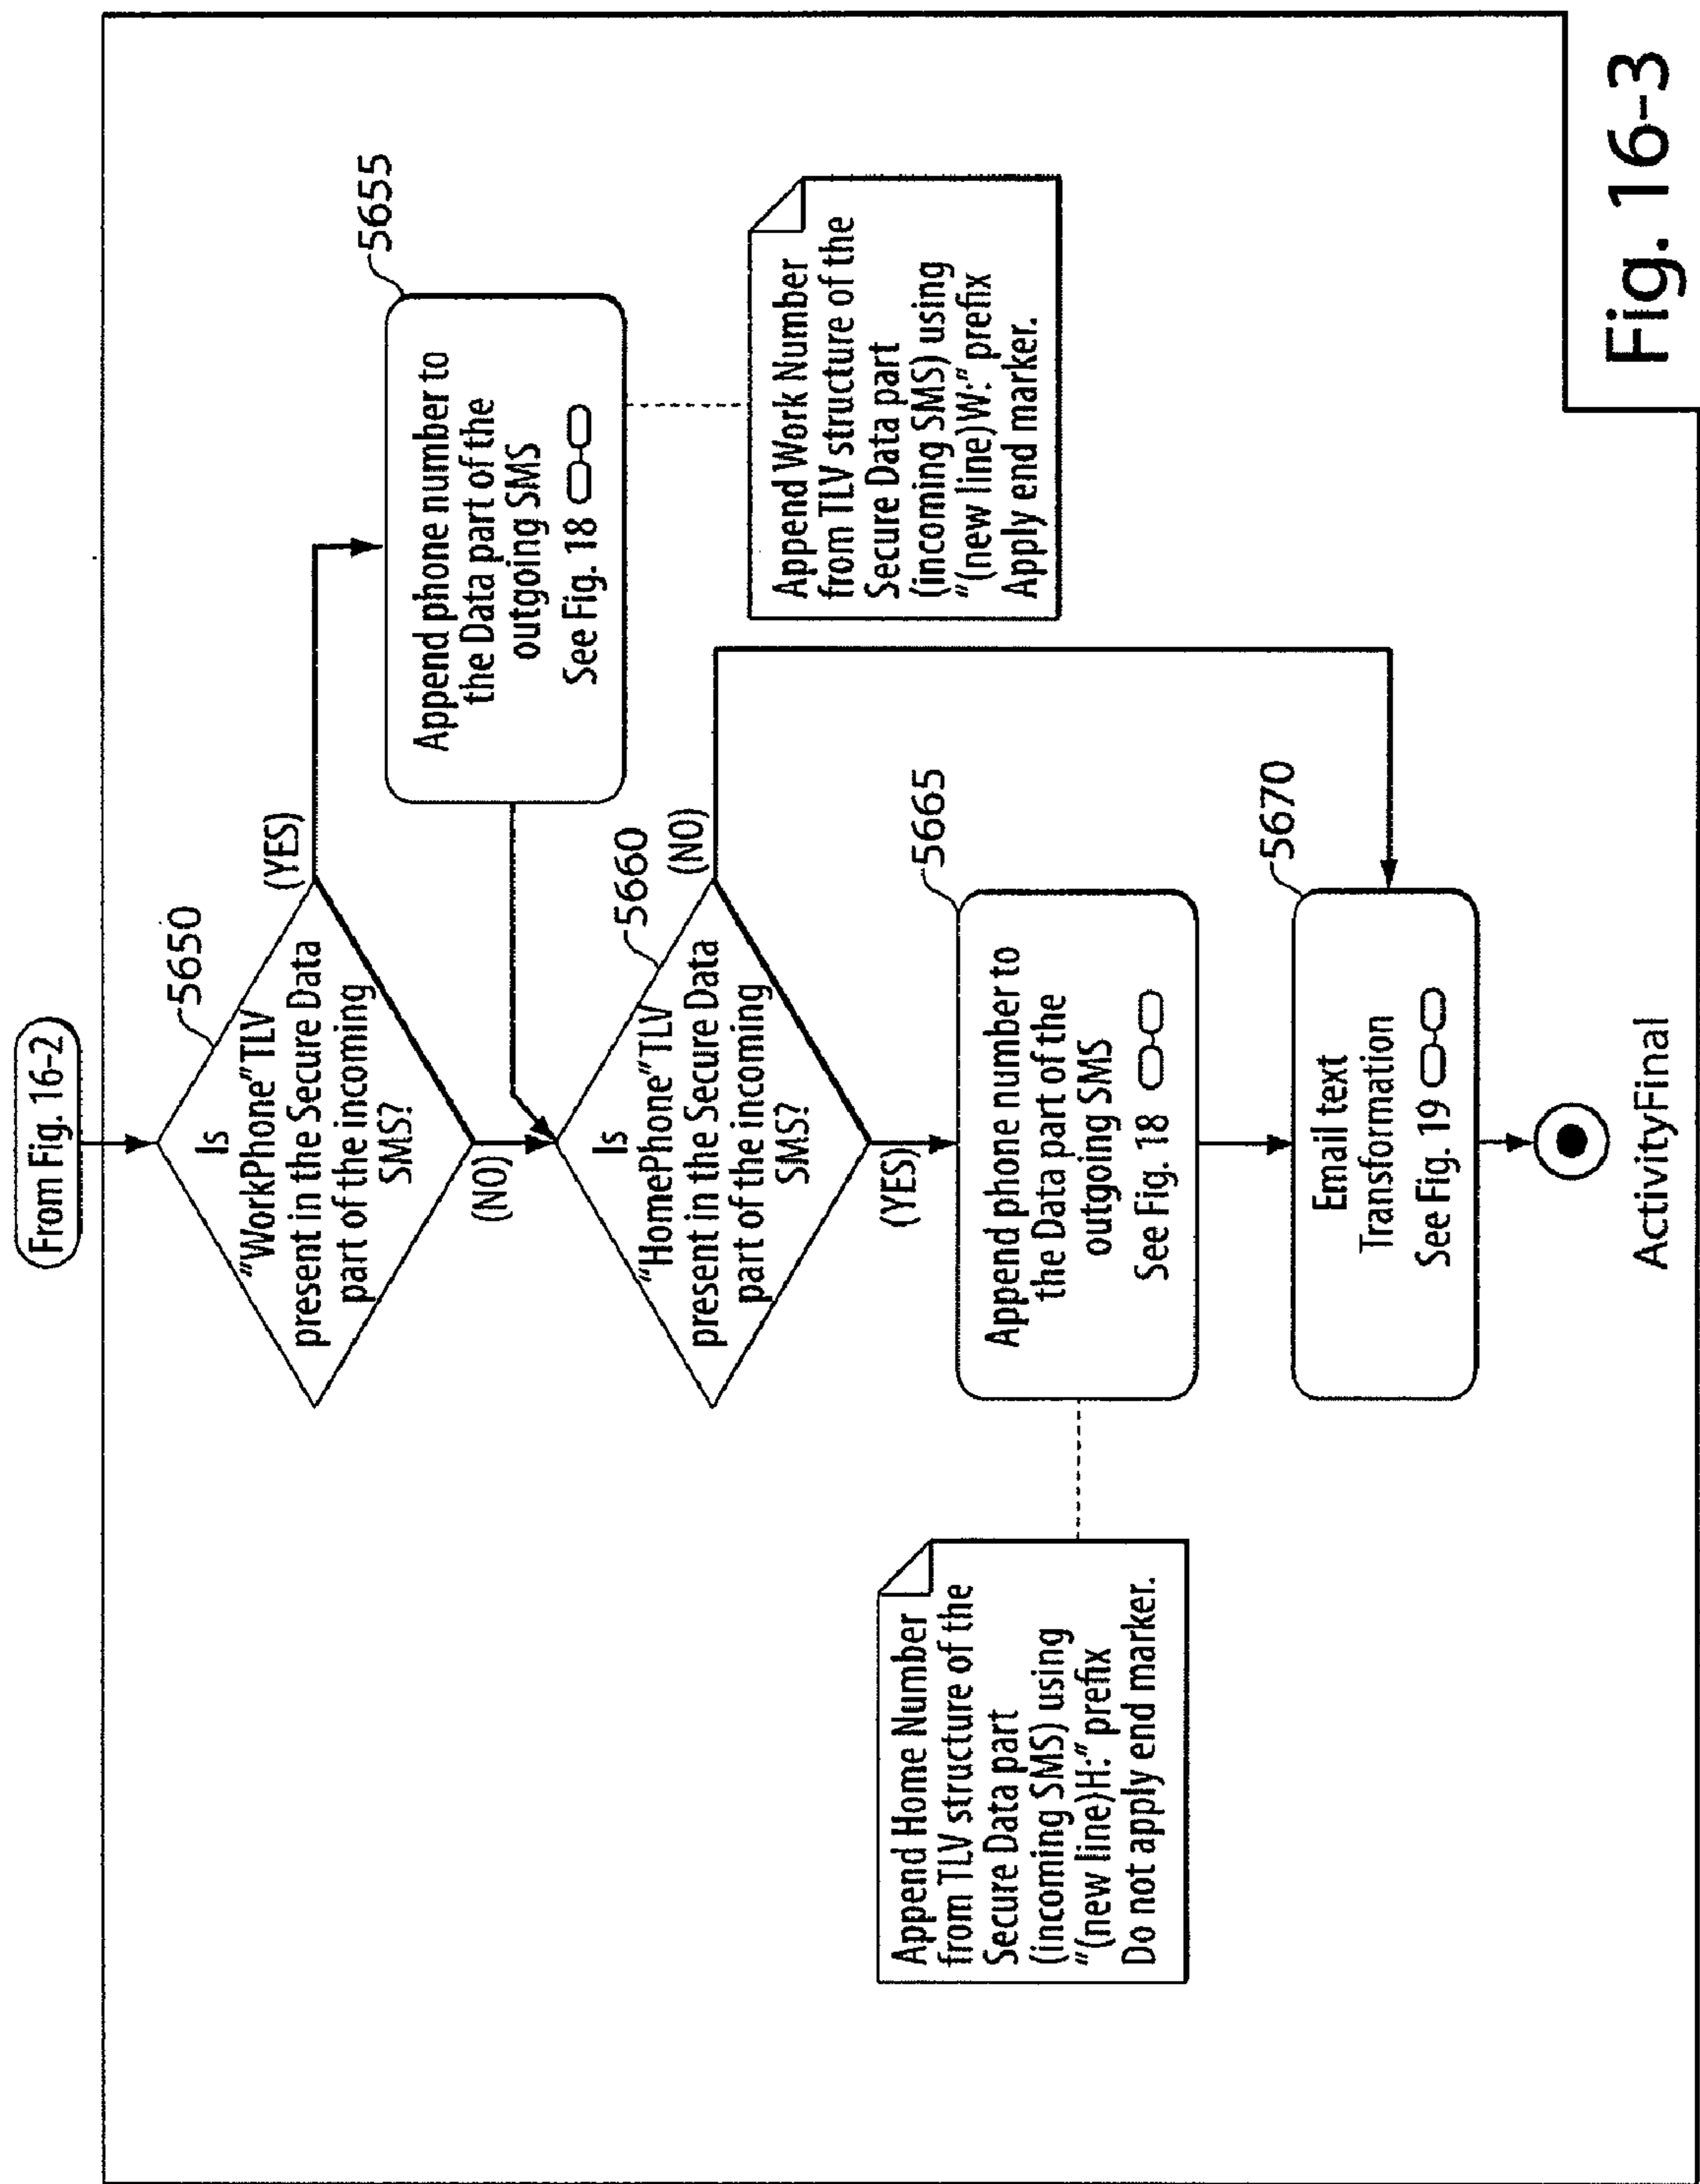 From Fig. 16-2
5650
Is
"WorkPhone" TLV
present in the Secure Data
part of the incoming
SMS?
(YES)
(NO)
5655
Append phone number to
the Data part of the
outgoing SMS
See Fig. 18
Append Work Number
from TLV structure of the
Secure Data part
(incoming SMS) using
"(new line)W:" prefix
Apply end marker.
5660
Is
"HomePhone" TLV
present in the Secure Data
part of the incoming
SMS?
(NO)
(YES)
5665
Append phone number to
the Data part of the
outgoing SMS
See Fig. 18
Append Home Number
from TLV structure of the
Secure Data part
(incoming SMS) using
"(new line)H:" prefix
Do not apply end marker.
5670
Email text
Transformation
See Fig. 19
ActivityFinal
Fig. 16-3